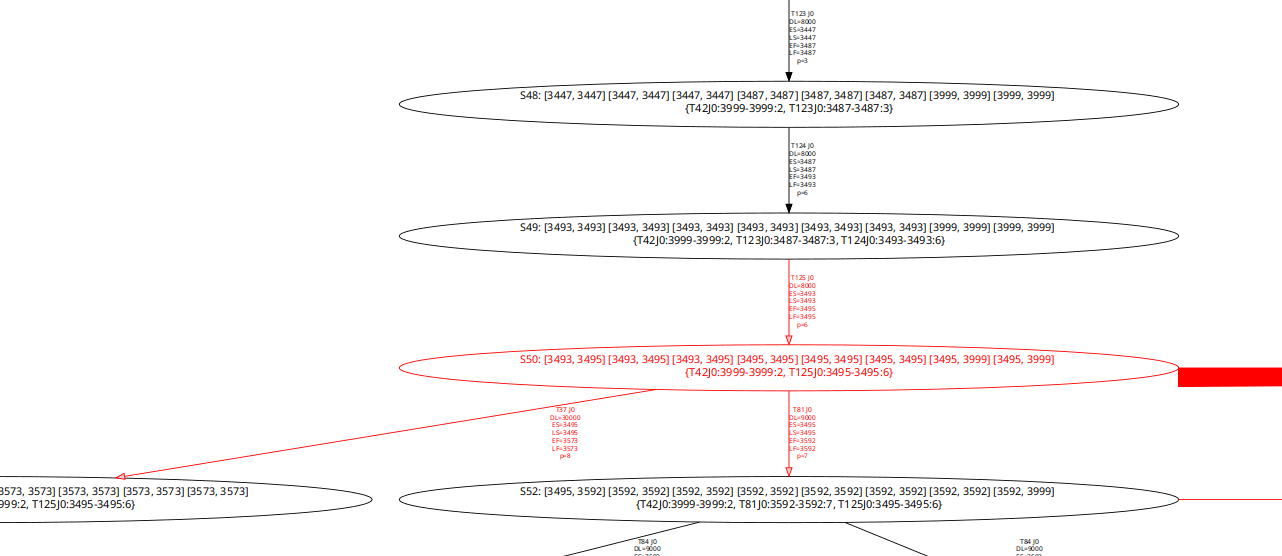 T123 J0
DL=8000
ES=3447
LS=3447
EF=3487
LF=3487
p=3
S48: [3447, 3447] [3447, 3447] [3447, 3447] [3487, 3487] [3487, 3487] [3487, 3487] [3999, 3999] [3999, 3999]
{T42J0:3999-3999:2, T123J0:3487-3487:3}
T124 J0
DL=8000
ES=3487
LS=3487
EF=3493
LF=3493
p=6
S49: [3493, 3493] [3493, 3493] [3493, 3493] [3493, 3493] [3493, 3493] [3493, 3493] [3999, 3999] [3999, 3999]
{T42J0:3999-3999:2, T123J0:3487-3487:3, T124J0:3493-3493:6}
T125 J0
DL=8000
ES=3493
LS=3493
EF=3495
LF=3495
p=6
S50: [3493, 3495] [3493, 3495] [3493, 3495] [3495, 3495] [3495, 3495] [3495, 3495] [3495, 3999] [3495, 3999]
{T42J0:3999-3999:2, T125J0:3495-3495:6}
T37 J0
DL=30000
ES=3495
LS=3495
EF=3573
LF=3573
p=8
T81 J0
DL=9000
ES=3495
LS=3495
EF=3592
LF=3592
p=7
3573, 3573] [3573, 3573] [3573, 3573] [3573, 3573]
999:2, T125J0:3495-3495:6}
S52: [3495, 3592] [3592, 3592] [3592, 3592] [3592, 3592] [3592, 3592] [3592, 3592] [3592, 3592] [3592, 3999]
{T42J0:3999-3999:2, T81J0:3592-3592:7, T125J0:3495-3495:6}
T84 J0
DL=9000
T84 J0
DL=9000